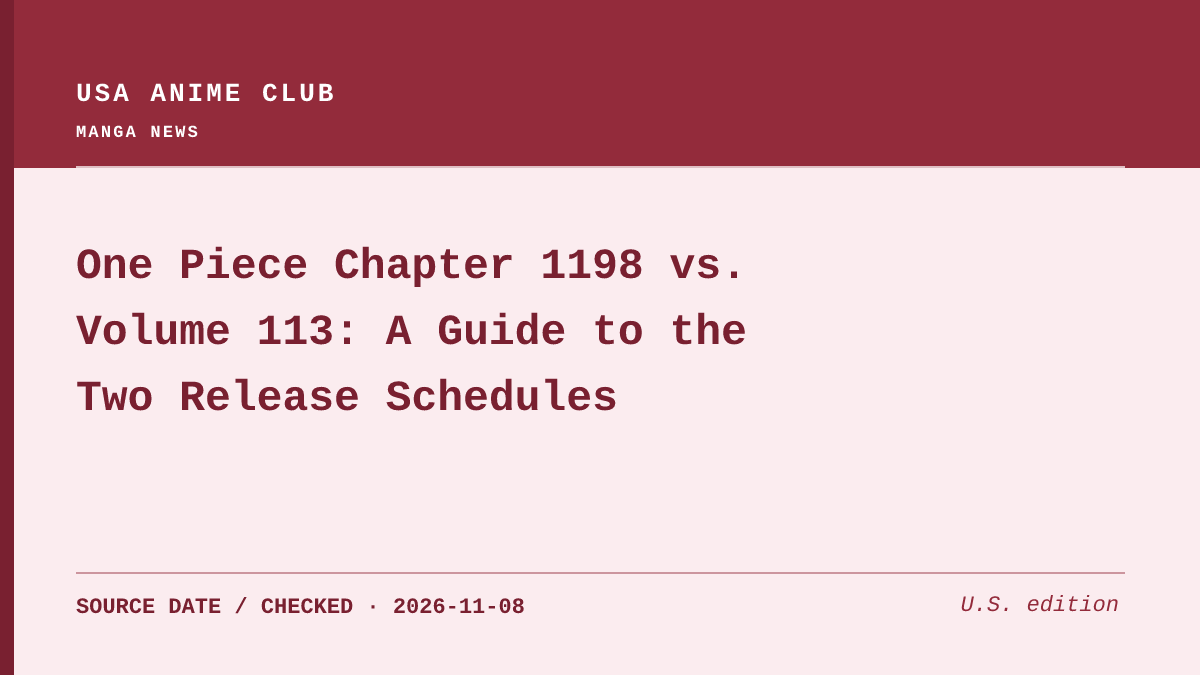 USA ANIME CLUB
MANGA NEWS
One Piece Chapter 1198 vs.
Volume 113: A Guide to the
Two Release Schedules
SOURCE DATE / CHECKED · 2026-11-08
U.S. edition